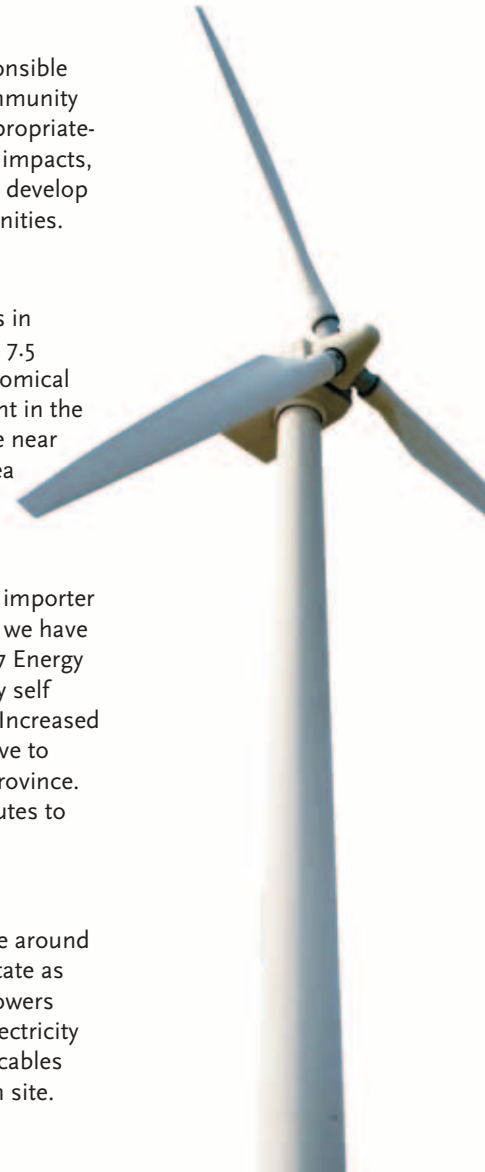 onsible
mmunity
propriate-
impacts,
develop
nities.
s in
7.5
omical
nt in the
e near
ea
importer
we have
7 Energy
y self
Increased
ve to
rovince.
utes to
e around
tate as
owers
ectricity
cables
n site.